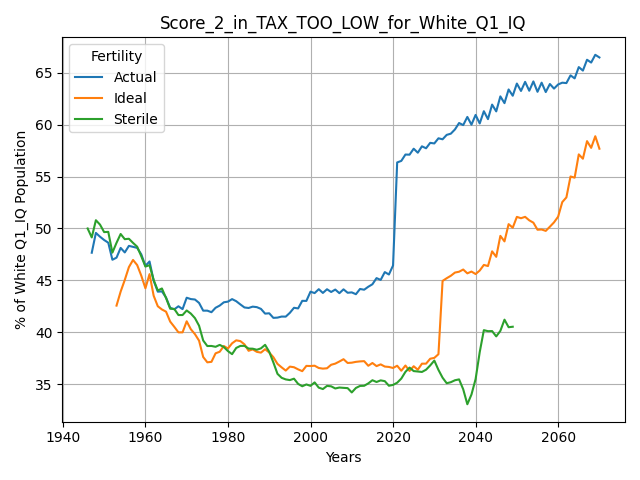 Score_2_in_TAX_TOO_LOW_for_White_Q1_IQ
Fertility
Actual
Ideal
Sterile
% of White Q1_IQ Population
65
60
55
50
45
40
35
1940 1960 1980 2000 2020 2040 2060
Years